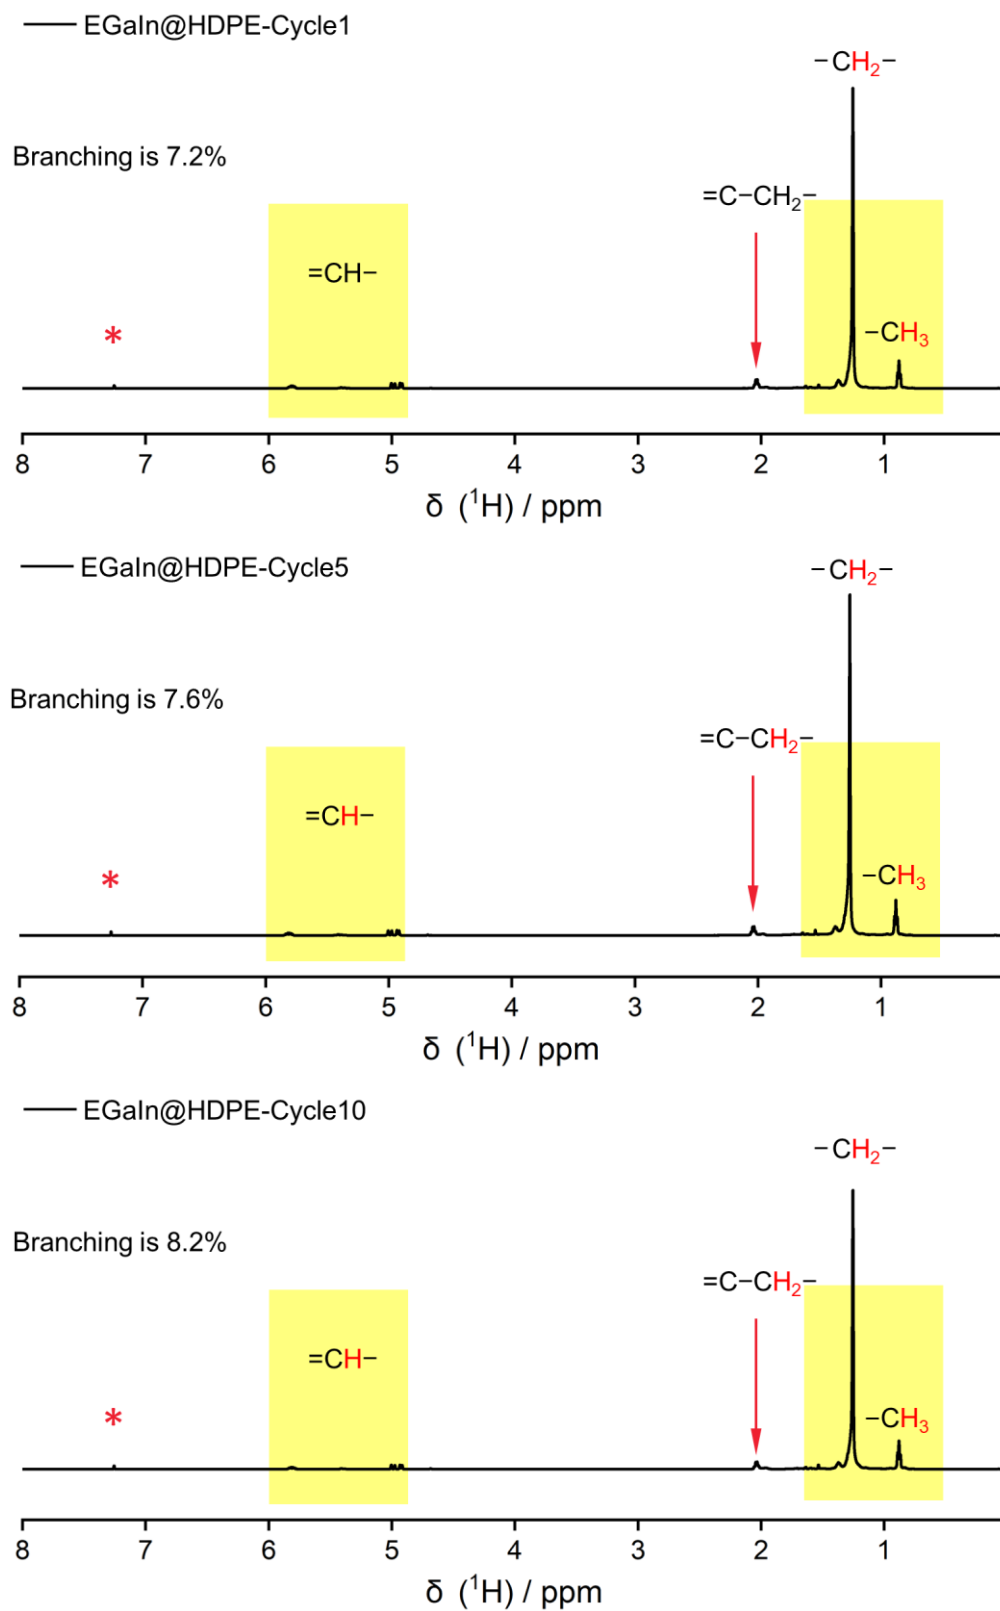 EGaIn@HDPE-Cycle1
–CH₂–
Branching is 7.2%
=C–CH₂–
=CH–
–CH₃
*
8 7 6 5 4 3 2 1
δ (¹H) / ppm
EGaIn@HDPE-Cycle5
–CH₂–
Branching is 7.6%
=C–CH₂–
=CH–
–CH₃
*
8 7 6 5 4 3 2 1
δ (¹H) / ppm
EGaIn@HDPE-Cycle10
–CH₂–
Branching is 8.2%
=C–CH₂–
=CH–
–CH₃
*
8 7 6 5 4 3 2 1
δ (¹H) / ppm